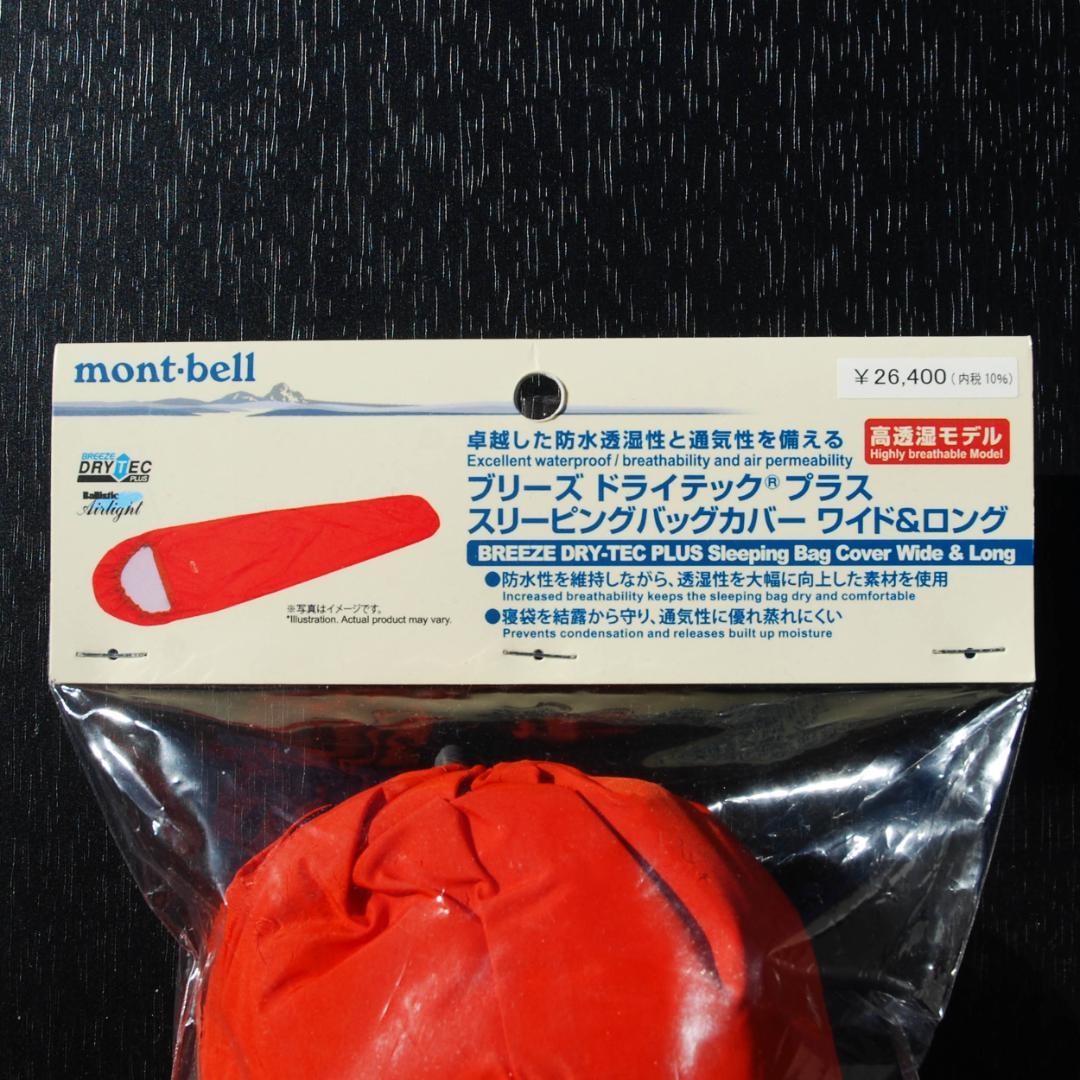 mont·bell
¥26,400（内税10%）
卓越した防水透湿性と通気性を備える
Excellent waterproof / breathability and air permeability
高透湿モデル
Highly breathable Model
BREEZE
DRYTEC
PLUS
Ballistic
Airlight
ブリーズ ドライテック®プラス
スリーピングバッグカバー ワイド&ロング
BREEZE DRY-TEC PLUS Sleeping Bag Cover Wide & Long
●防水性を維持しながら、透湿性を大幅に向上した素材を使用
Increased breathability keeps the sleeping bag dry and comfortable
●寝袋を結露から守り、通気性に優れ蒸れにくい
Prevents condensation and releases built up moisture
※写真はイメージです。
*Illustration. Actual product may vary.